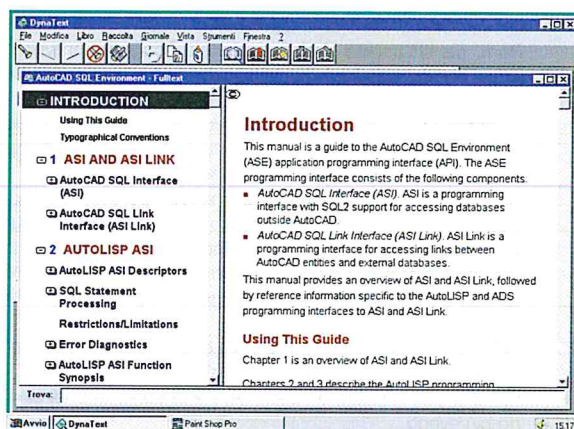 DynaText
File Modifica Libro Raccolta Giornale Vista Strumenti Finestra ?
AutoCAD SQL Environment - Fulltext
INTRODUCTION
Using This Guide
Typographical Conventions
1 ASI AND ASI LINK
AutoCAD SQL Interface
(ASI)
AutoCAD SQL Link
Interface (ASI Link)
2 AUTOLISP ASI
AutoLISP ASI Descriptors
SQL Statement
Processing
Restrictions/Limitations
Error Diagnostics
AutoLISP ASI Function
Synopsis
Introduction
This manual is a guide to the AutoCAD SQL Environment
(ASE) application programming interface (API). The ASE
programming interface consists of the following components.
AutoCAD SQL Interface (ASI). ASI is a programming
interface with SQL2 support for accessing databases
outside AutoCAD.
AutoCAD SQL Link Interface (ASI Link). ASI Link is a
programming interface for accessing links between
AutoCAD entities and external databases.
This manual provides an overview of ASI and ASI Link, followed
by reference information specific to the AutoLISP and ADS
programming interfaces to ASI and ASI Link.
Using This Guide
Chapter 1 is an overview of ASI and ASI Link.
Chapters 2 and 3 describe the AutoLISP programming
Trova:
Avvio DynaText Paint Shop Pro 15.17